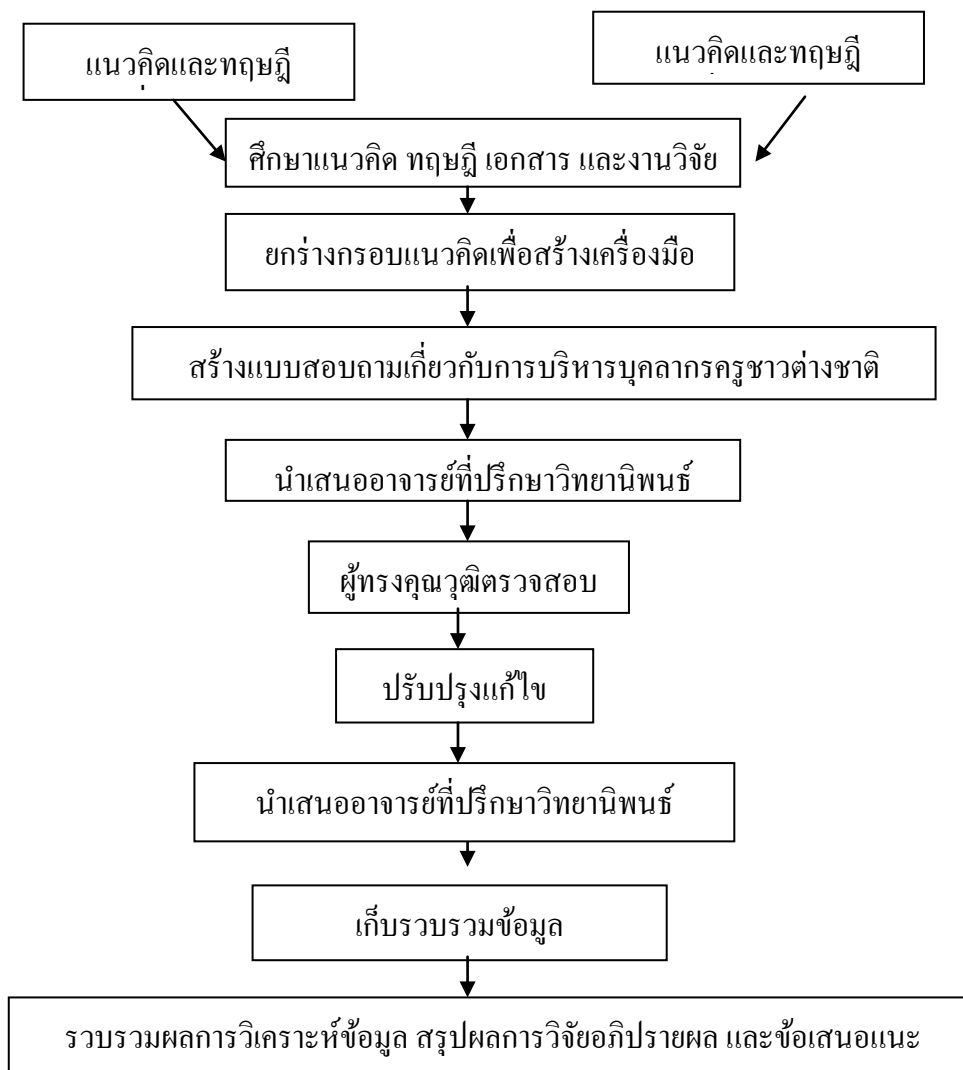 แนวคิดและทฤษฎี
แนวคิดและทฤษฎี
ศึกษาแนวคิด ทฤษฎี เอกสาร และงานวิจัย
ยกร่างกรอบแนวคิดเพื่อสร้างเครื่องมือ
สร้างแบบสอบถามเกี่ยวกับการบริหารบุคลากรครูชาวต่างชาติ
นำเสนออาจารย์ที่ปรึกษาวิทยานิพนธ์
ผู้ทรงคุณวุฒิตรวจสอบ
ปรับปรุงแก้ไข
นำเสนออาจารย์ที่ปรึกษาวิทยานิพนธ์
เก็บรวบรวมข้อมูล
รวบรวมผลการวิเคราะห์ข้อมูล สรุปผลการวิจัยอภิปรายผล และข้อเสนอแนะ